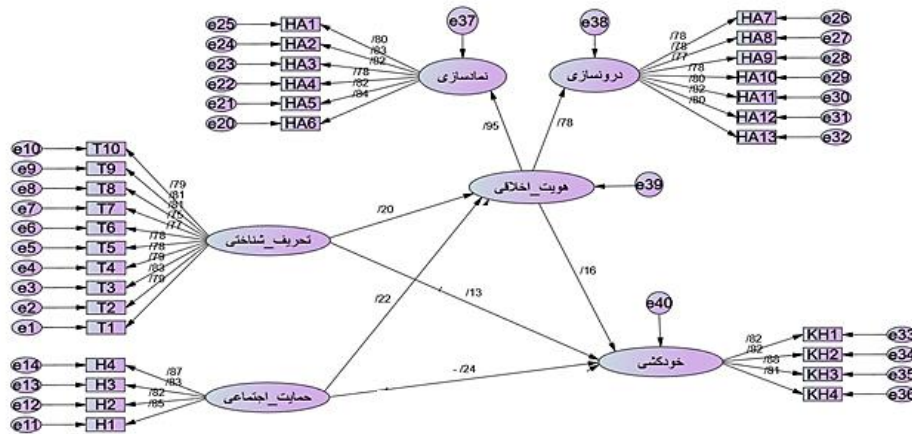 e25 HA1
e24 HA2
e23 HA3
e22 HA4
e21 HA5
e20 HA6
/80
/83
/82
/78
/82
/84
e37
نمادسازی
e38
درونسازی
HA7 e26
HA8 e27
HA9 e28
HA10 e29
HA11 e30
HA12 e31
HA13 e32
/78
/78
/77
/78
/80
/82
/80
/95
/78
هویت_اخلاقی
e39
e10 T10
e9 T9
e8 T8
e7 T7
e6 T6
e5 T5
e4 T4
e3 T3
e2 T2
e1 T1
/79
/81
/81
/75
/77
/78
/78
/79
/83
/79
تحریف_شناختی
/20
/22
/13
/16
e14 H4
e13 H3
e12 H2
e11 H1
/87
/83
/82
/85
حمایت_اجتماعی
- /24
e40
خودکشی
/82
/82
/88
/81
KH1 e33
KH2 e34
KH3 e35
KH4 e36